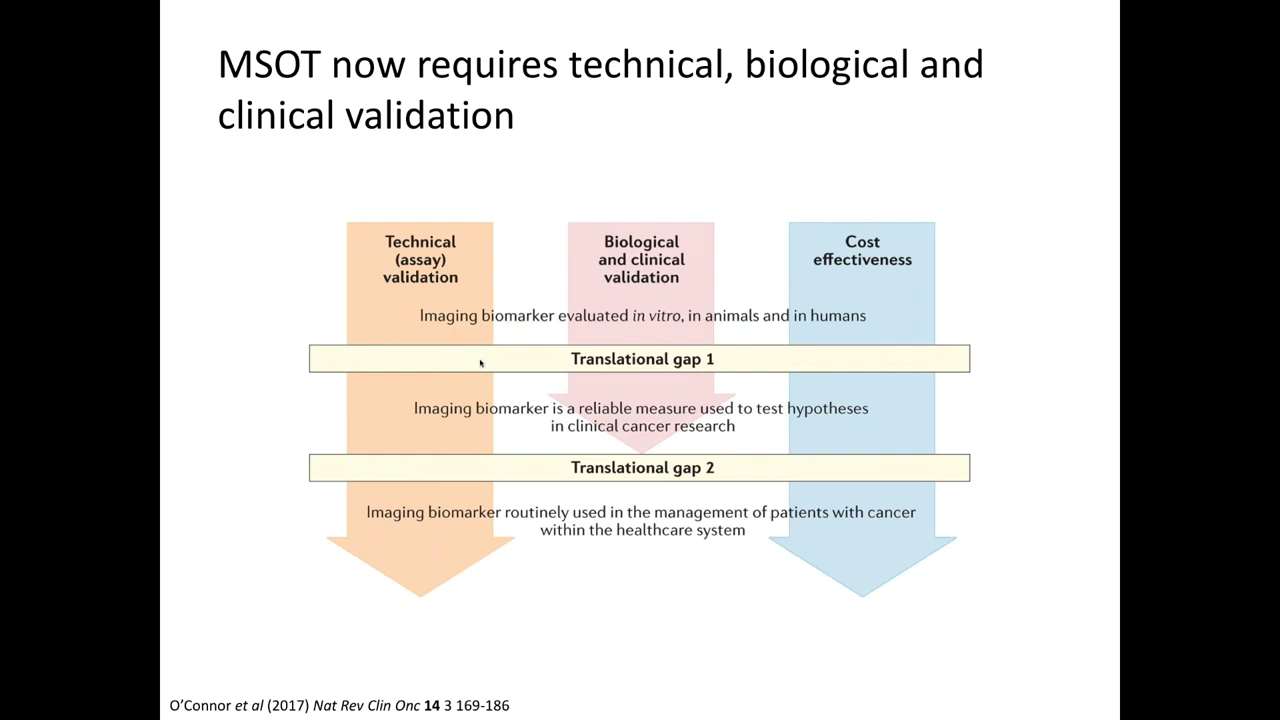 MSOT now requires technical, biological and
clinical validation
Technical
(assay)
validation
Biological
and clinical
validation
Cost
effectiveness
Imaging biomarker evaluated in vitro, in animals and in humans
Translational gap 1
Imaging biomarker is a reliable measure used to test hypotheses
in clinical cancer research
Translational gap 2
Imaging biomarker routinely used in the management of patients with cancer
within the healthcare system
O’Connor et al (2017) Nat Rev Clin Onc 14 3 169-186